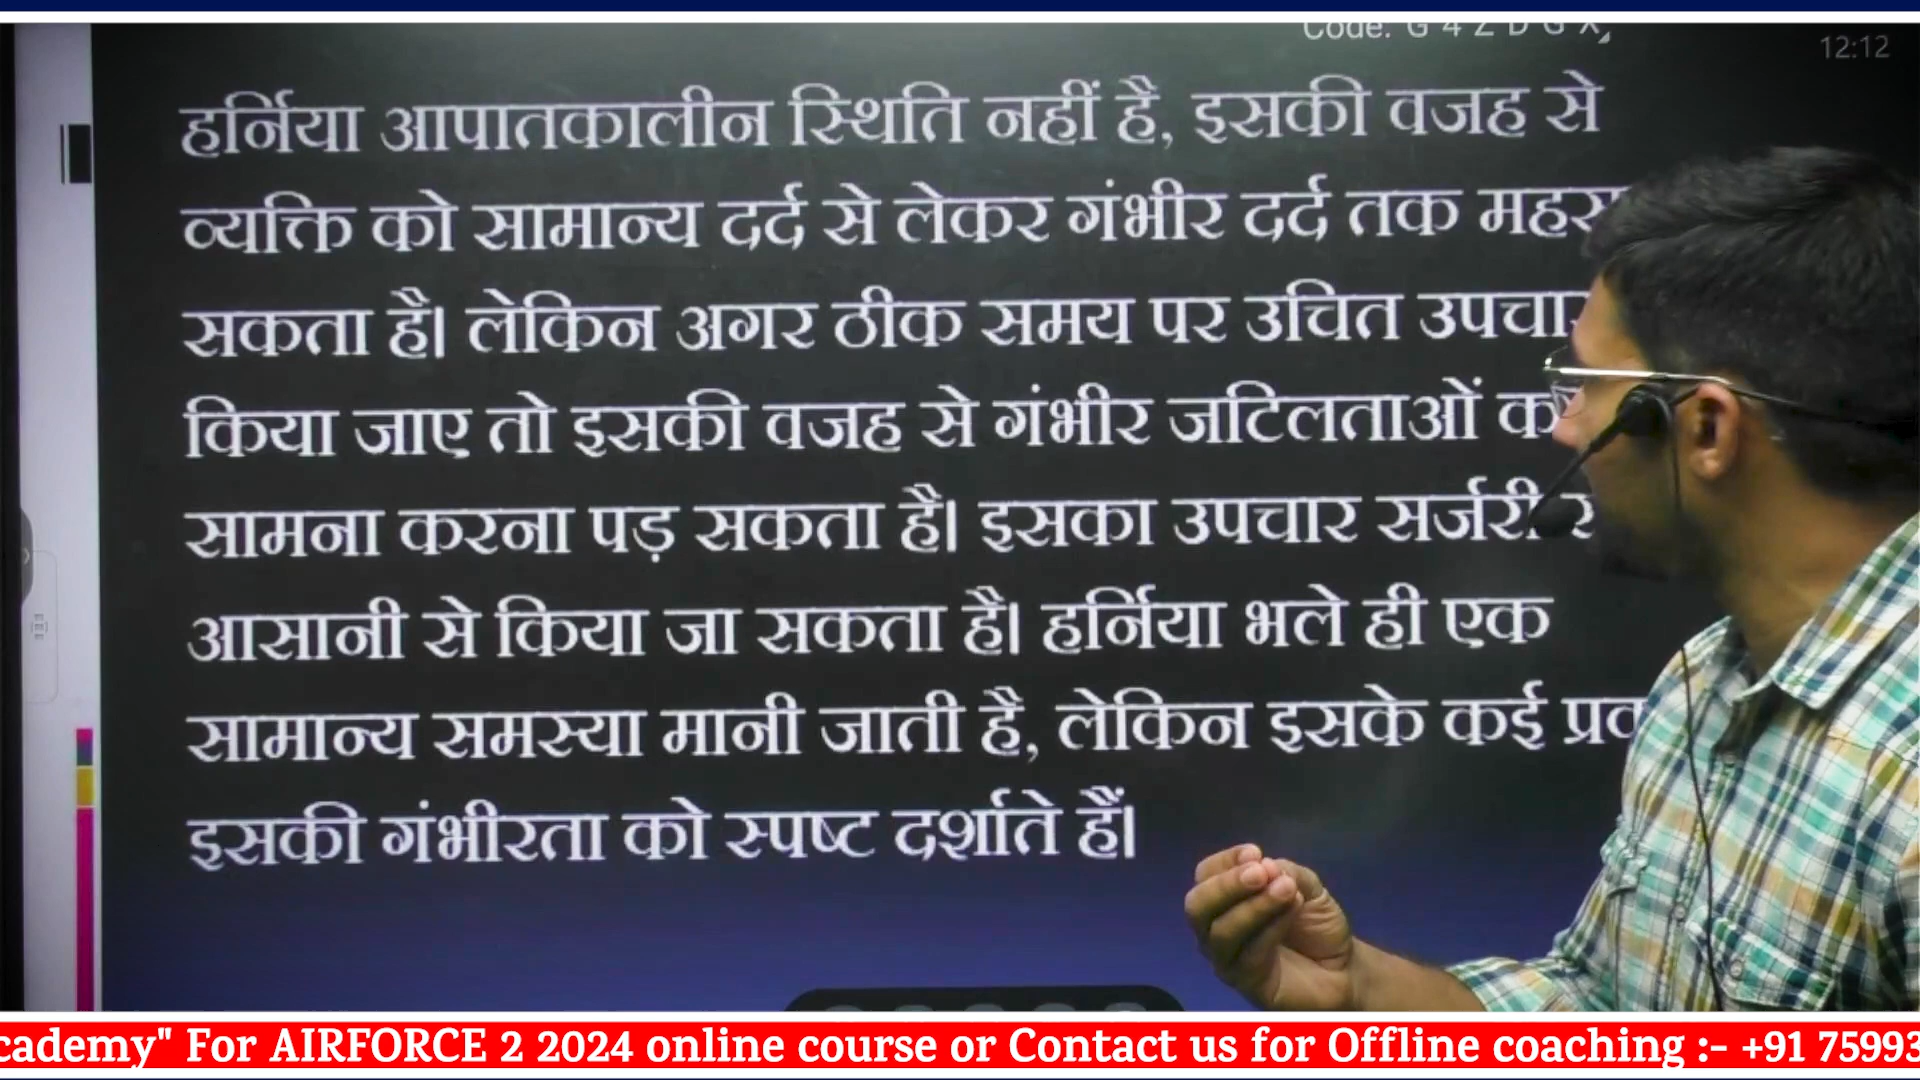 Code: G 4 Z D G X
12:12
हर्निया आपातकालीन स्थिति नहीं है, इसकी वजह से
व्यक्ति को सामान्य दर्द से लेकर गंभीर दर्द तक
सकता है। लेकिन अगर ठीक समय पर उचित
किया जाए तो इसकी वजह से गंभीर जटिलताओं
सामना करना पड़ सकता है। इसका उपचार सर्जरी
आसानी से किया जा सकता है। हर्निया भले ही एक
सामान्य समस्या मानी जाती है, लेकिन इसके कई
इसकी गंभीरता को स्पष्ट दर्शाते हैं।
cademy" For AIRFORCE 2 2024 online course or Contact us for Offline coaching :- +91 75993